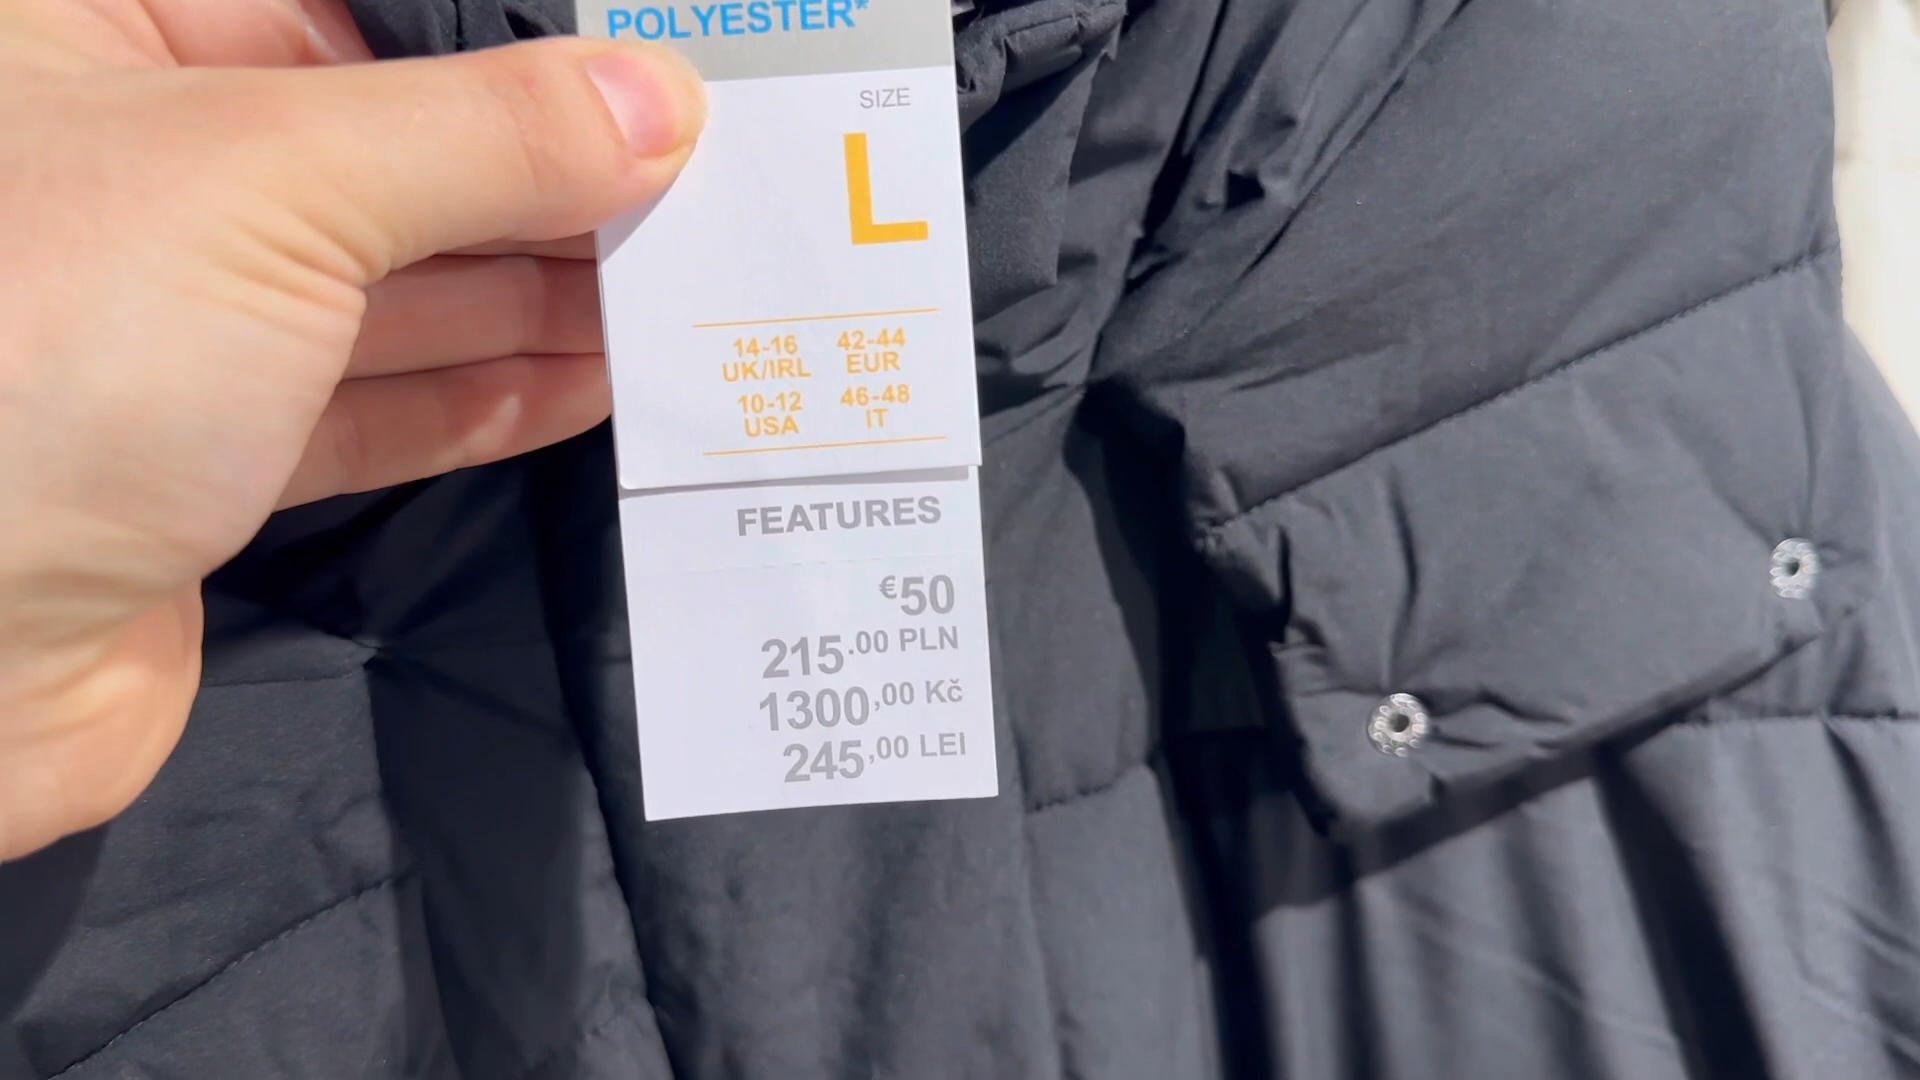 POLYESTER*
SIZE
L
14-16 42-44
UK/IRL EUR
10-12 46-48
USA IT
FEATURES
€50
215.00 PLN
1300,00 Kč
245,00 LEI